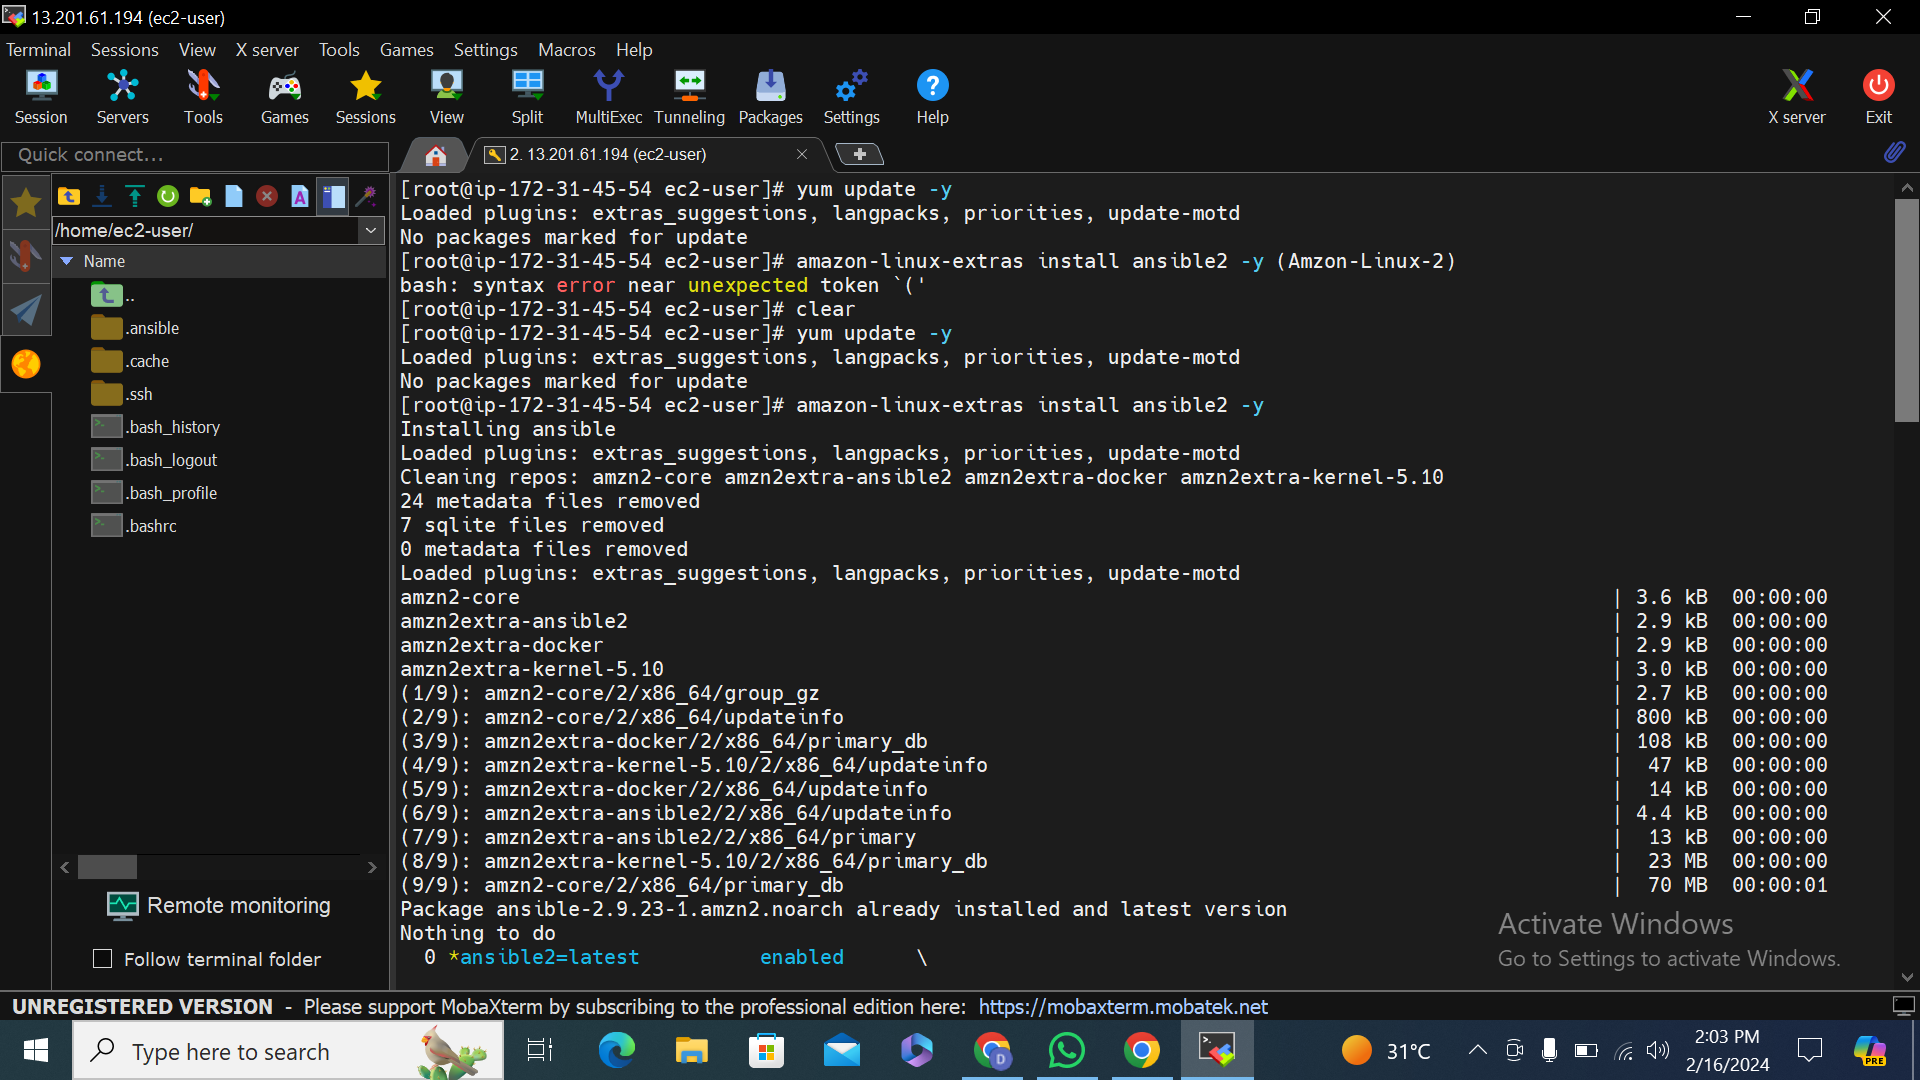 13.201.61.194 (ec2-user)
Terminal Sessions View X server Tools Games Settings Macros Help
Session Servers Tools Games Sessions View Split MultiExec Tunneling Packages Settings Help X server Exit
Quick connect...
2. 13.201.61.194 (ec2-user)
/home/ec2-user/
Name
..
.ansible
.cache
.ssh
.bash_history
.bash_logout
.bash_profile
.bashrc
Remote monitoring
Follow terminal folder
[root@ip-172-31-45-54 ec2-user]# yum update -y
Loaded plugins: extras_suggestions, langpacks, priorities, update-motd
No packages marked for update
[root@ip-172-31-45-54 ec2-user]# amazon-linux-extras install ansible2 -y (Amzon-Linux-2)
bash: syntax error near unexpected token `('
[root@ip-172-31-45-54 ec2-user]# clear
[root@ip-172-31-45-54 ec2-user]# yum update -y
Loaded plugins: extras_suggestions, langpacks, priorities, update-motd
No packages marked for update
[root@ip-172-31-45-54 ec2-user]# amazon-linux-extras install ansible2 -y
Installing ansible
Loaded plugins: extras_suggestions, langpacks, priorities, update-motd
Cleaning repos: amzn2-core amzn2extra-ansible2 amzn2extra-docker amzn2extra-kernel-5.10
24 metadata files removed
7 sqlite files removed
0 metadata files removed
Loaded plugins: extras_suggestions, langpacks, priorities, update-motd
amzn2-core | 3.6 kB 00:00:00
amzn2extra-ansible2 | 2.9 kB 00:00:00
amzn2extra-docker | 2.9 kB 00:00:00
amzn2extra-kernel-5.10 | 3.0 kB 00:00:00
(1/9): amzn2-core/2/x86_64/group_gz | 2.7 kB 00:00:00
(2/9): amzn2-core/2/x86_64/updateinfo | 800 kB 00:00:00
(3/9): amzn2extra-docker/2/x86_64/primary_db | 108 kB 00:00:00
(4/9): amzn2extra-kernel-5.10/2/x86_64/updateinfo | 47 kB 00:00:00
(5/9): amzn2extra-docker/2/x86_64/updateinfo | 14 kB 00:00:00
(6/9): amzn2extra-ansible2/2/x86_64/updateinfo | 4.4 kB 00:00:00
(7/9): amzn2extra-ansible2/2/x86_64/primary | 13 kB 00:00:00
(8/9): amzn2extra-kernel-5.10/2/x86_64/primary_db | 23 MB 00:00:00
(9/9): amzn2-core/2/x86_64/primary_db | 70 MB 00:00:01
Package ansible-2.9.23-1.amzn2.noarch already installed and latest version
Nothing to do
0 *ansible2=latest enabled \
Activate Windows
Go to Settings to activate Windows.
UNREGISTERED VERSION - Please support MobaXterm by subscribing to the professional edition here: https://mobaxterm.mobatek.net
Type here to search
D
31°C
PRE
2:03 PM
2/16/2024